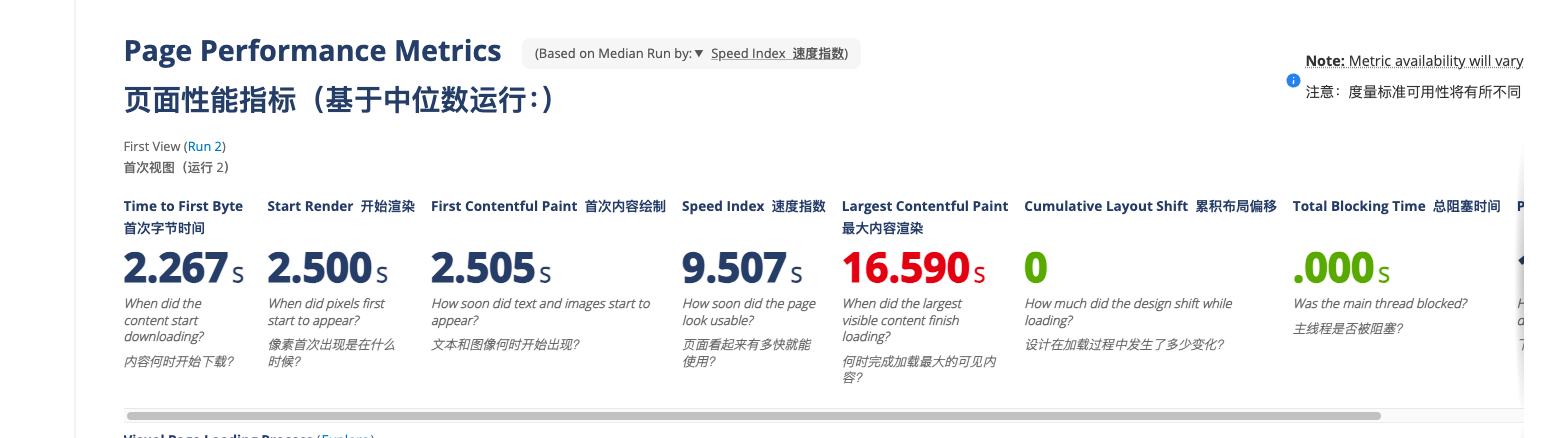 Page Performance Metrics (Based on Median Run by:▼ Speed Index 速度指数)
页面性能指标（基于中位数运行：）
Note: Metric availability will vary
注意：度量标准可用性将有所不同
First View (Run 2)
首次视图（运行 2）
Time to First Byte
首次字节时间
2.267 s
When did the
content start
downloading?
内容何时开始下载？
Start Render 开始渲染
2.500 s
When did pixels first
start to appear?
像素首次出现是在什么
时候？
First Contentful Paint 首次内容绘制
2.505 s
How soon did text and images start to
appear?
文本和图像何时开始出现？
Speed Index 速度指数
9.507 s
How soon did the page
look usable?
页面看起来有多快就能
使用？
Largest Contentful Paint
最大内容渲染
16.590 s
When did the largest
visible content finish
loading?
何时完成加载最大的可见内
容？
Cumulative Layout Shift 累积布局偏移
0
How much did the design shift while
loading?
设计在加载过程中发生了多少变化？
Total Blocking Time 总阻塞时间
.000 s
Was the main thread blocked?
主线程是否被阻塞？
Visual Page Loading Process (Explore)